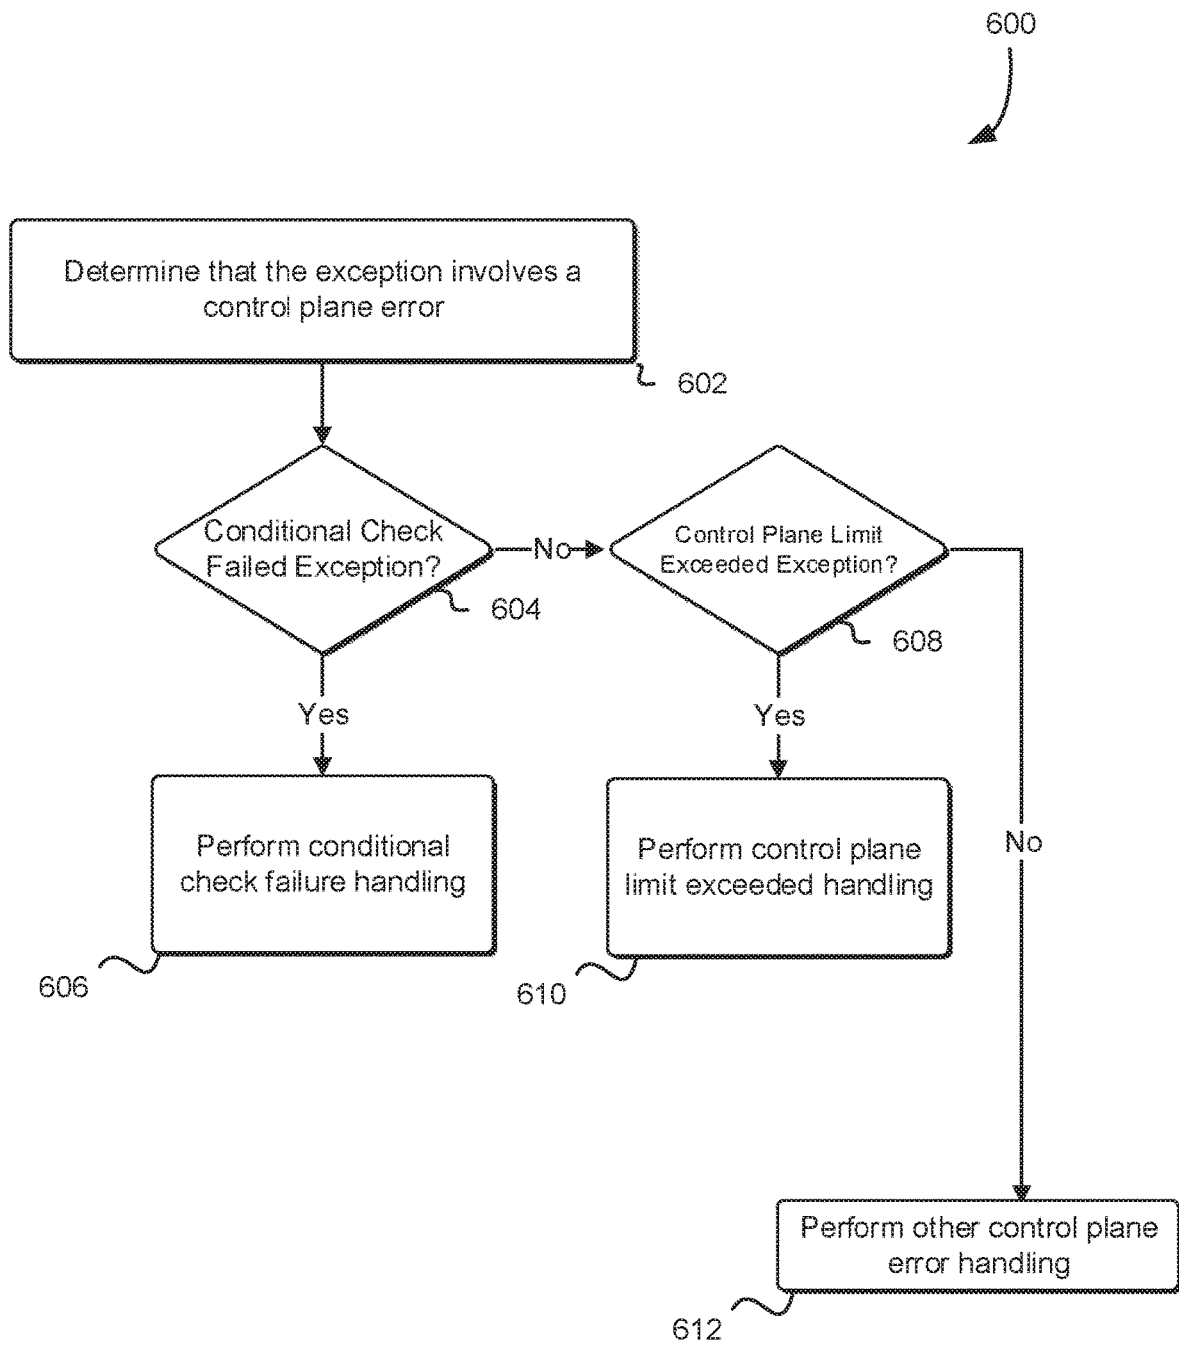 600
Determine that the exception involves a
control plane error
602
Conditional Check
Failed Exception?
604
No
Control Plane Limit
Exceeded Exception?
608
Yes
Yes
Perform conditional
check failure handling
606
Perform control plane
limit exceeded handling
610
No
Perform other control plane
error handling
612